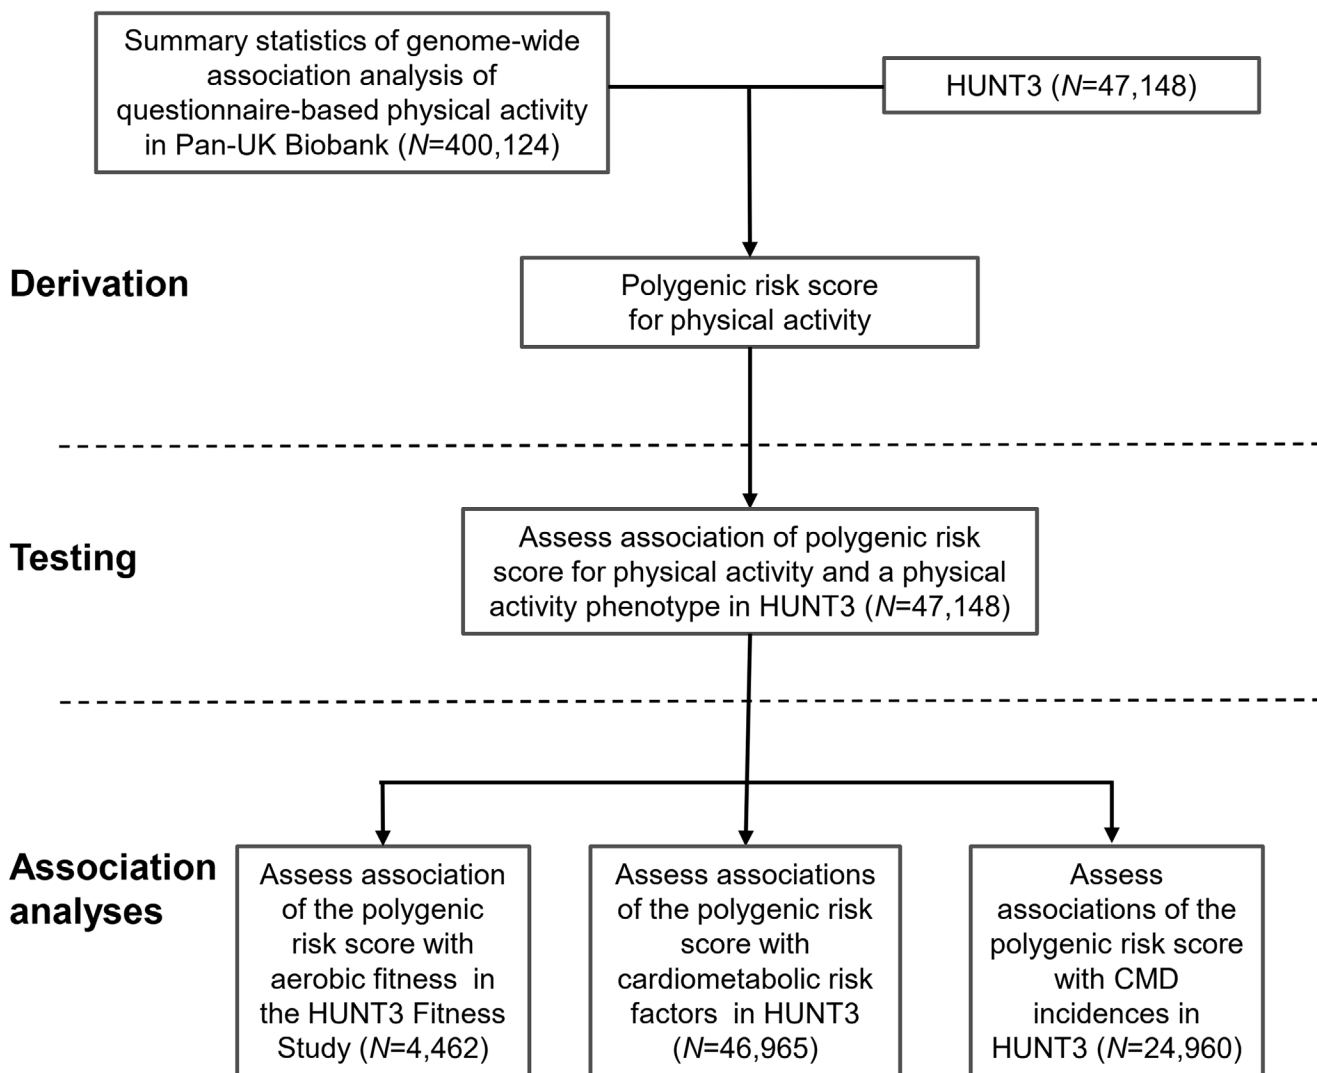 Summary statistics of genome-wide
association analysis of
questionnaire-based physical activity
in Pan-UK Biobank (N=400,124)
HUNT3 (N=47,148)
Derivation
Polygenic risk score
for physical activity
Testing
Assess association of polygenic risk
score for physical activity and a physical
activity phenotype in HUNT3 (N=47,148)
Association
analyses
Assess association
of the polygenic
risk score with
aerobic fitness in
the HUNT3 Fitness
Study (N=4,462)
Assess associations
of the polygenic risk
score with
cardiometabolic risk
factors in HUNT3
(N=46,965)
Assess
associations of the
polygenic risk score
with CMD
incidences in
HUNT3 (N=24,960)